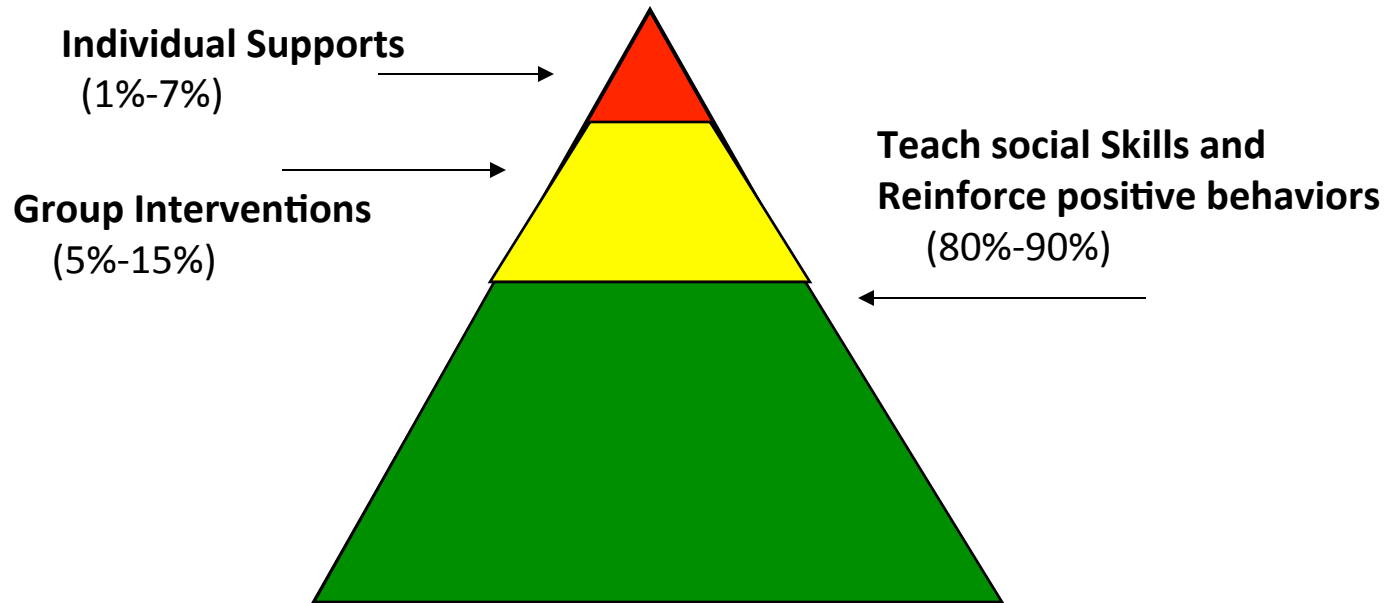 Individual Supports
(1%-7%)
Group Interventions
(5%-15%)
Teach social Skills and
Reinforce positive behaviors
(80%-90%)